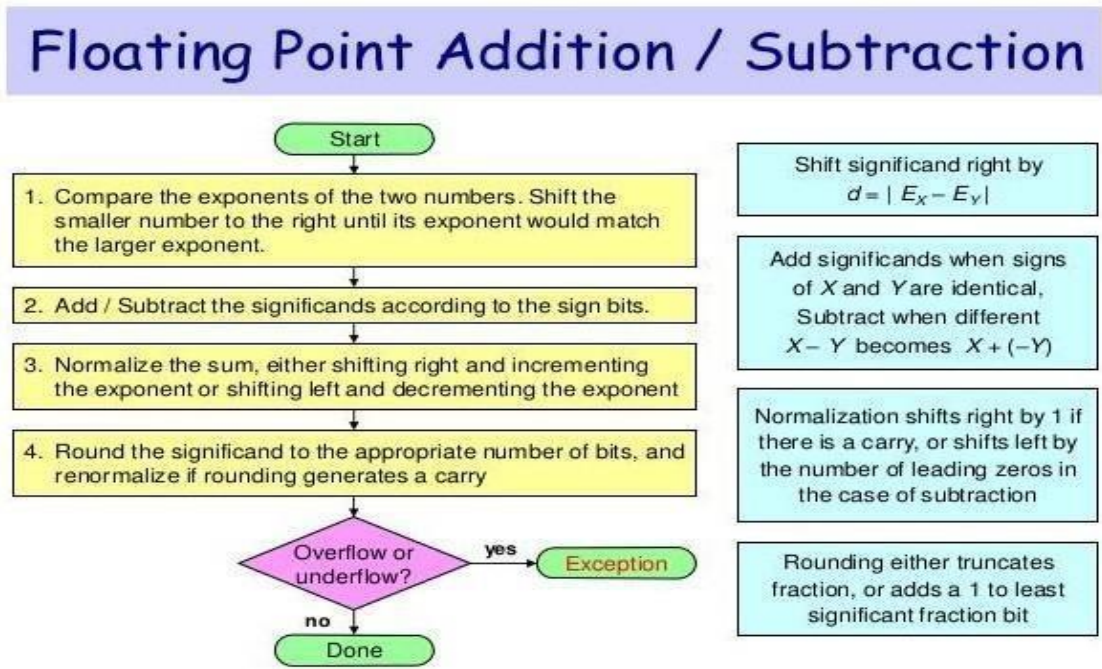 Floating Point Addition / Subtraction
Start
1. Compare the exponents of the two numbers. Shift the
smaller number to the right until its exponent would match
the larger exponent.
2. Add / Subtract the significands according to the sign bits.
3. Normalize the sum, either shifting right and incrementing
the exponent or shifting left and decrementing the exponent
4. Round the significand to the appropriate number of bits, and
renormalize if rounding generates a carry
Overflow or
underflow?
yes
Exception
no
Done
Shift significand right by
d = | EX − EY |
Add significands when signs
of X and Y are identical,
Subtract when different
X − Y becomes X + (−Y)
Normalization shifts right by 1 if
there is a carry, or shifts left by
the number of leading zeros in
the case of subtraction
Rounding either truncates
fraction, or adds a 1 to least
significant fraction bit